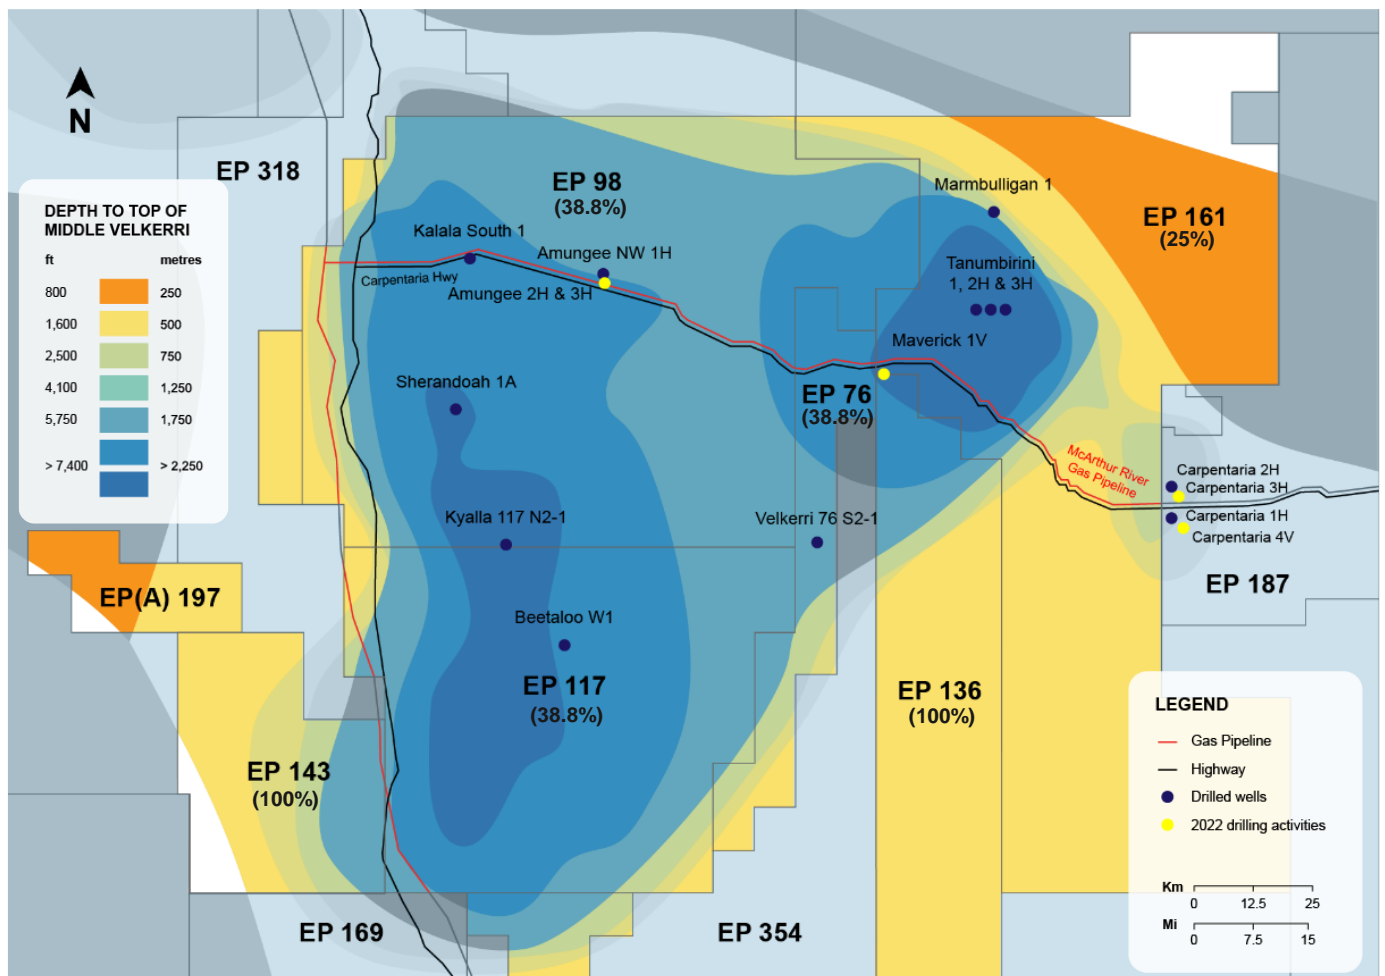 N
EP 318
DEPTH TO TOP OF
MIDDLE VELKERRI
ft
metres
800
250
1,600
500
2,500
750
4,100
1,250
5,750
1,750
> 7,400
> 2,250
EP 98
(38.8%)
Marmbulligan 1
EP 161
(25%)
Kalala South 1
Amungee NW 1H
Carpentaria Hwy
Amungee 2H & 3H
Tanumbirini
1, 2H & 3H
Maverick 1V
Sherandoah 1A
EP 76
(38.8%)
McArthur River
Gas Pipeline
Carpentaria 2H
Carpentaria 3H
Carpentaria 1H
Carpentaria 4V
Kyalla 117 N2-1
Velkerri 76 S2-1
EP 187
EP(A) 197
Beetaloo W1
EP 117
(38.8%)
EP 136
(100%)
EP 143
(100%)
EP 169
EP 354
LEGEND
Gas Pipeline
Highway
Drilled wells
2022 drilling activities
Km
0
12.5
25
Mi
0
7.5
15